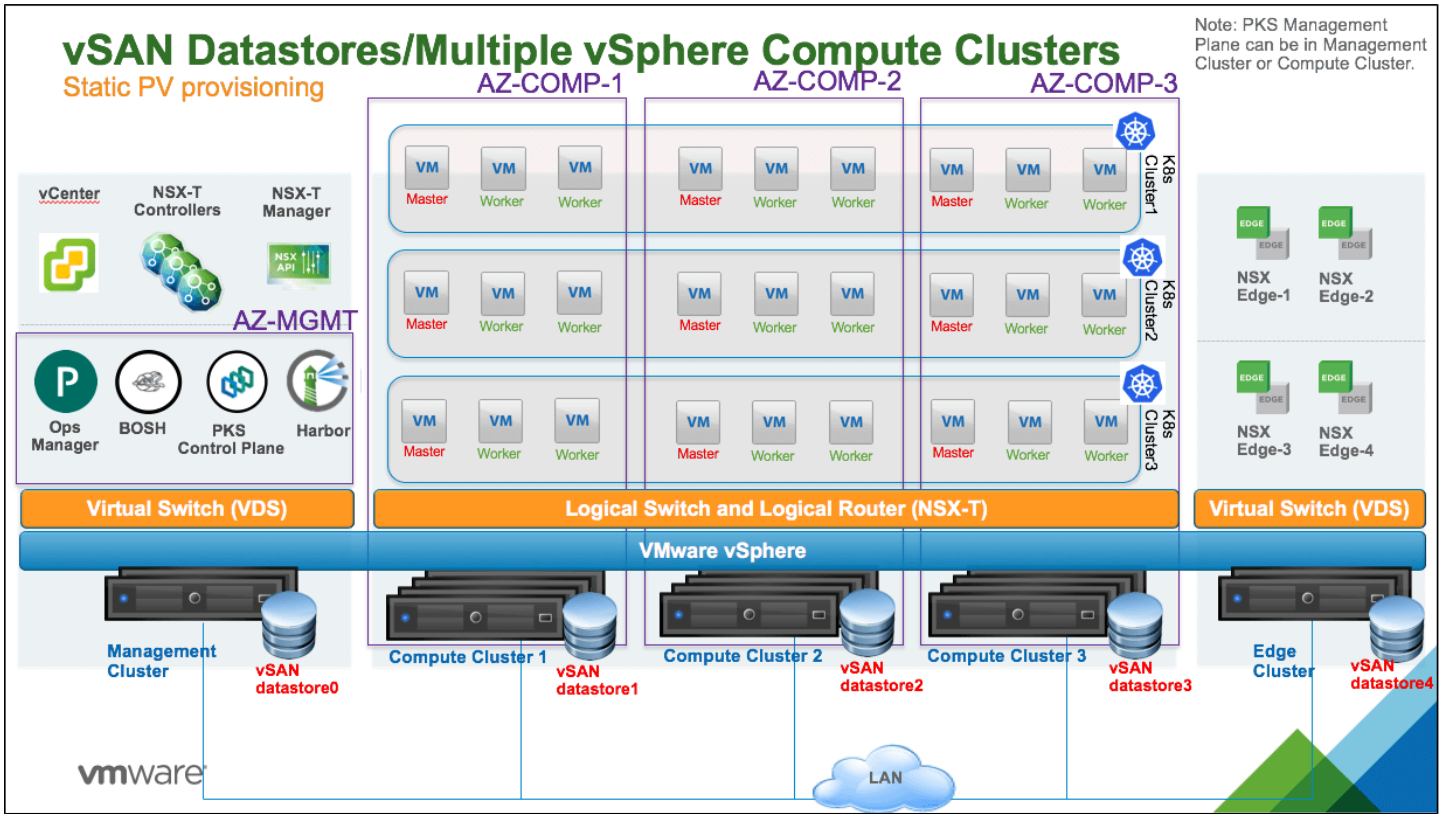 vSAN Datastores/Multiple vSphere Compute Clusters
Static PV provisioning
Note: PKS Management
Plane can be in Management
Cluster or Compute Cluster.
AZ-COMP-1
AZ-COMP-2
AZ-COMP-3
vCenter
NSX-T
Controllers
NSX-T
Manager
NSX
API
AZ-MGMT
P
Ops
Manager
BOSH
PKS
Control Plane
Harbor
VM VM VM VM VM VM VM VM VM
Master Worker Worker Master Worker Worker Master Worker Worker
K8s
Cluster1
VM VM VM VM VM VM VM VM VM
Master Worker Worker Master Worker Worker Master Worker Worker
K8s
Cluster2
VM VM VM VM VM VM VM VM VM
Master Worker Worker Master Worker Worker Master Worker Worker
K8s
Cluster3
EDGE
EDGE
NSX
Edge-1
EDGE
EDGE
NSX
Edge-2
EDGE
EDGE
NSX
Edge-3
EDGE
EDGE
NSX
Edge-4
Virtual Switch (VDS)
Logical Switch and Logical Router (NSX-T)
Virtual Switch (VDS)
VMware vSphere
Management
Cluster
vSAN
datastore0
Compute Cluster 1
vSAN
datastore1
Compute Cluster 2
vSAN
datastore2
Compute Cluster 3
vSAN
datastore3
Edge
Cluster
vSAN
datastore4
LAN
vmware